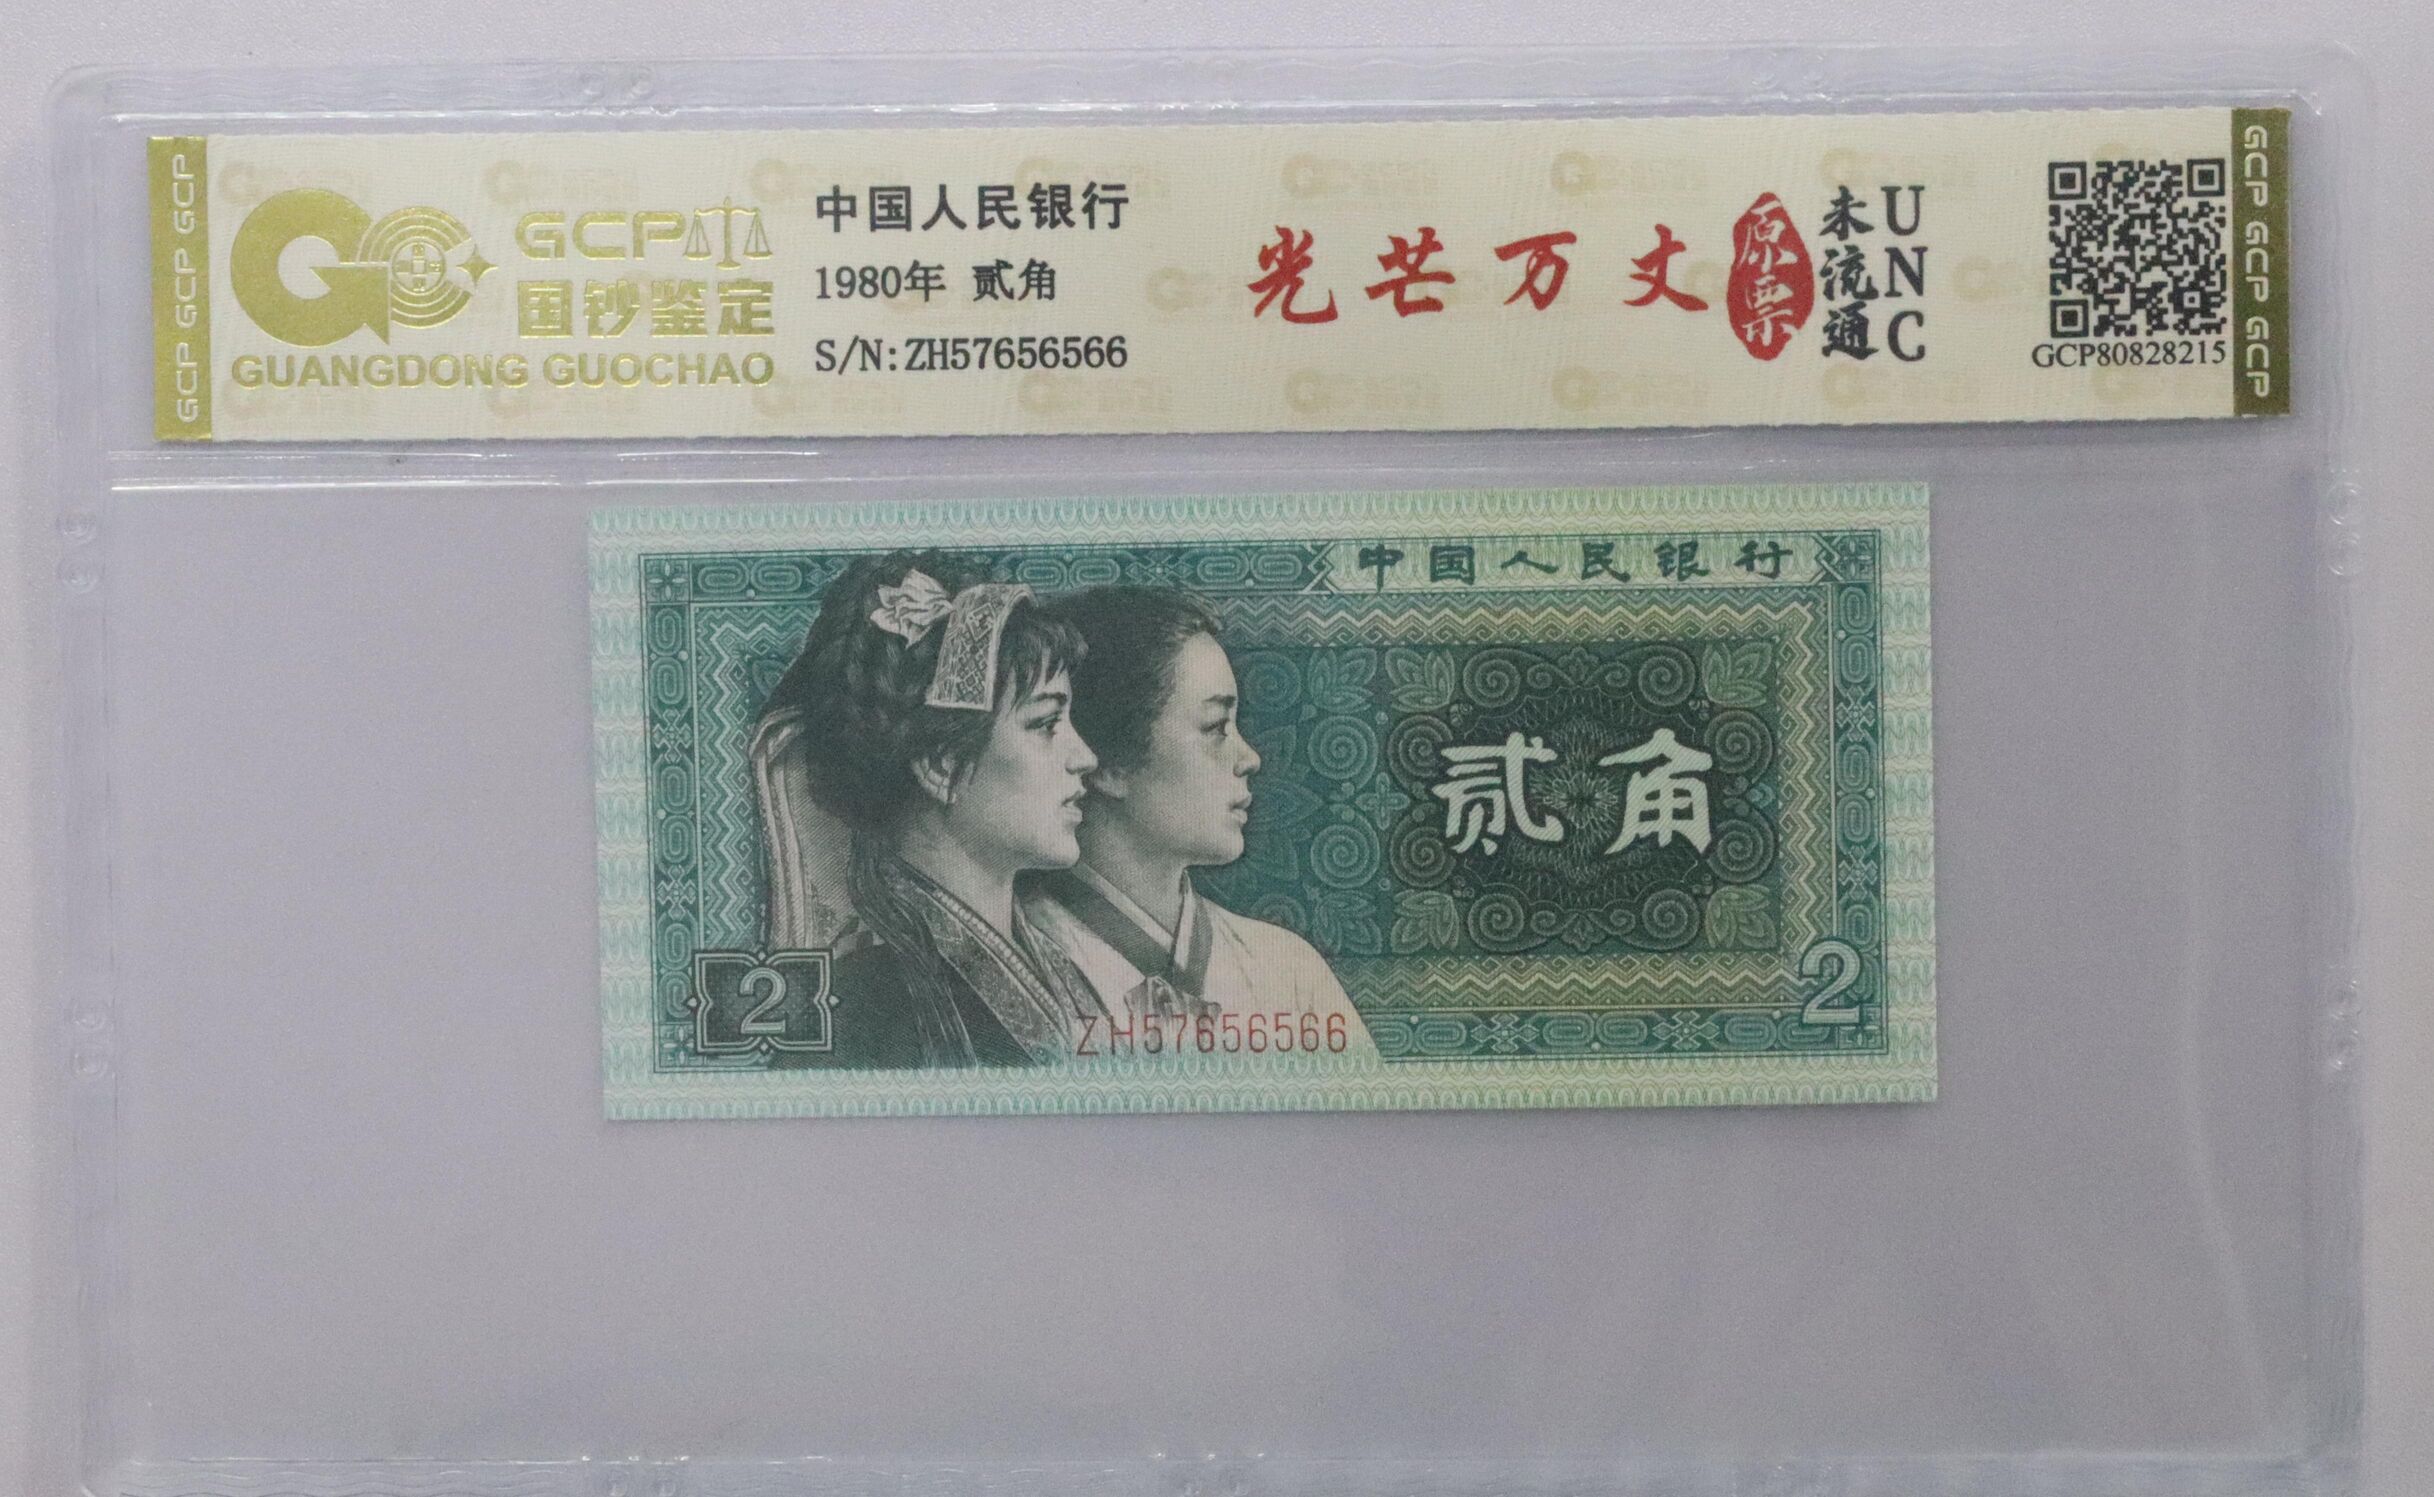 GCP GCP GCP
GCP
国钞鉴定
GUANGDONG GUOCHAO
中国人民银行
1980年 贰角
S/N:ZH57656566
光芒万丈
原票
未流通
UNC
GCP80828215
GCP GCP GCP
中国人民银行
贰角
2
2
ZH57656566